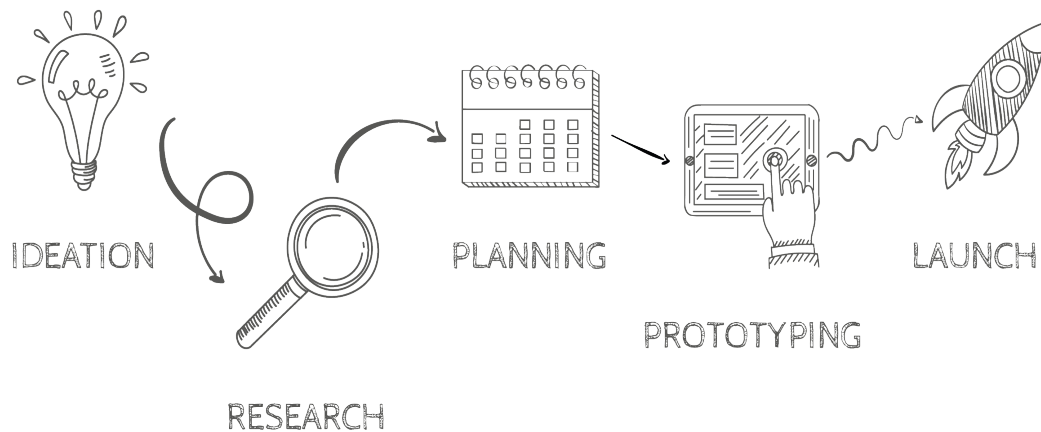 IDEATION
RESEARCH
PLANNING
PROTOTYPING
LAUNCH